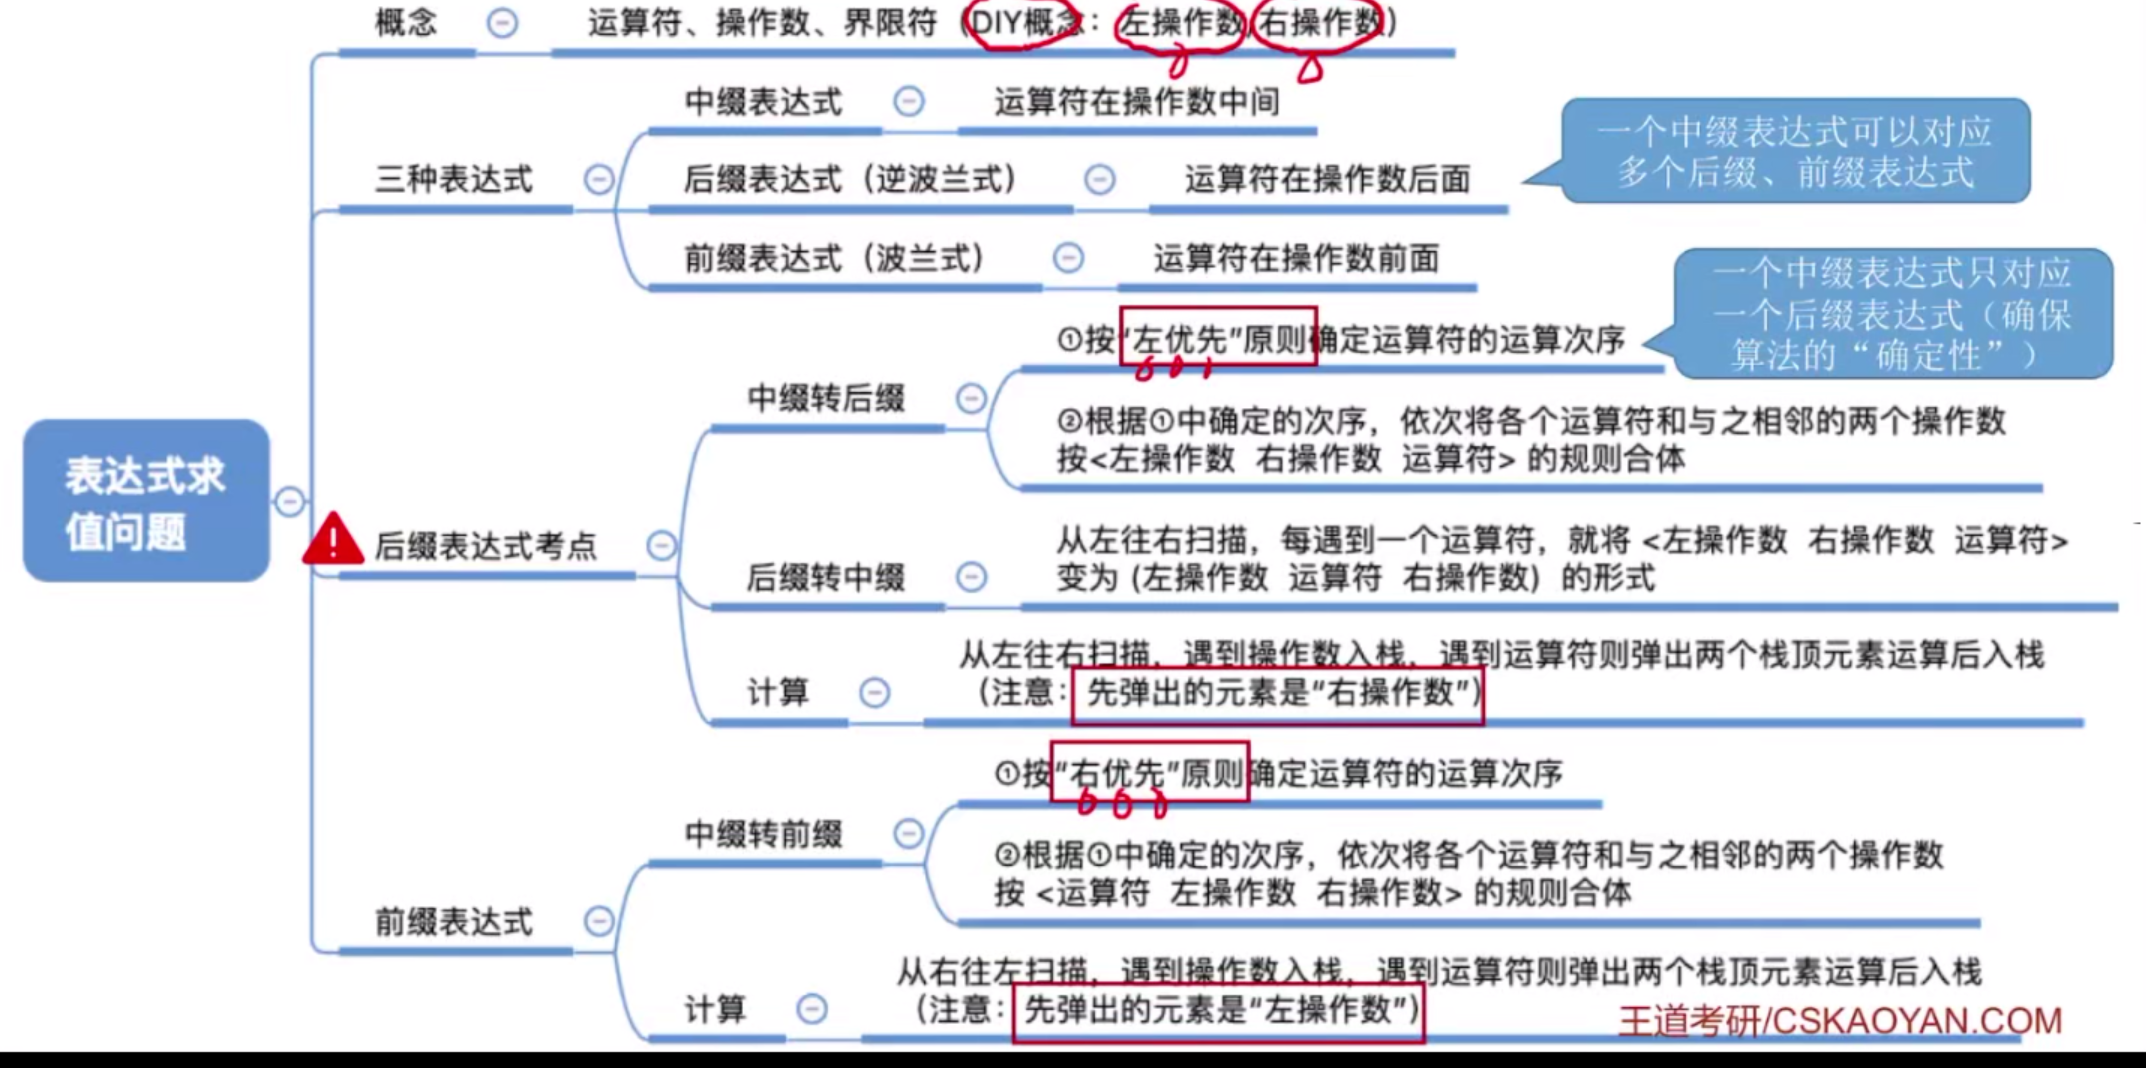 概念
运算符、操作数、界限符（DIY概念：左操作数/右操作数）
中缀表达式
运算符在操作数中间
一个中缀表达式可以对应
多个后缀、前缀表达式
三种表达式
后缀表达式（逆波兰式）
运算符在操作数后面
前缀表达式（波兰式）
运算符在操作数前面
一个中缀表达式只对应
一个后缀表达式（确保
算法的“确定性”）
①按“左优先”原则确定运算符的运算次序
中缀转后缀
②根据①中确定的次序，依次将各个运算符和与之相邻的两个操作数
按<左操作数 右操作数 运算符> 的规则合体
表达式求
值问题
后缀表达式考点
从左往右扫描，每遇到一个运算符，就将 <左操作数 右操作数 运算符>
变为 (左操作数 运算符 右操作数) 的形式
后缀转中缀
从左往右扫描，遇到操作数入栈，遇到运算符则弹出两个栈顶元素运算后入栈
（注意：先弹出的元素是“右操作数”）
计算
①按“右优先”原则确定运算符的运算次序
中缀转前缀
②根据①中确定的次序，依次将各个运算符和与之相邻的两个操作数
按 <运算符 左操作数 右操作数> 的规则合体
前缀表达式
从右往左扫描，遇到操作数入栈，遇到运算符则弹出两个栈顶元素运算后入栈
（注意：先弹出的元素是“左操作数”）
计算
王道考研/CSKAOYAN.COM